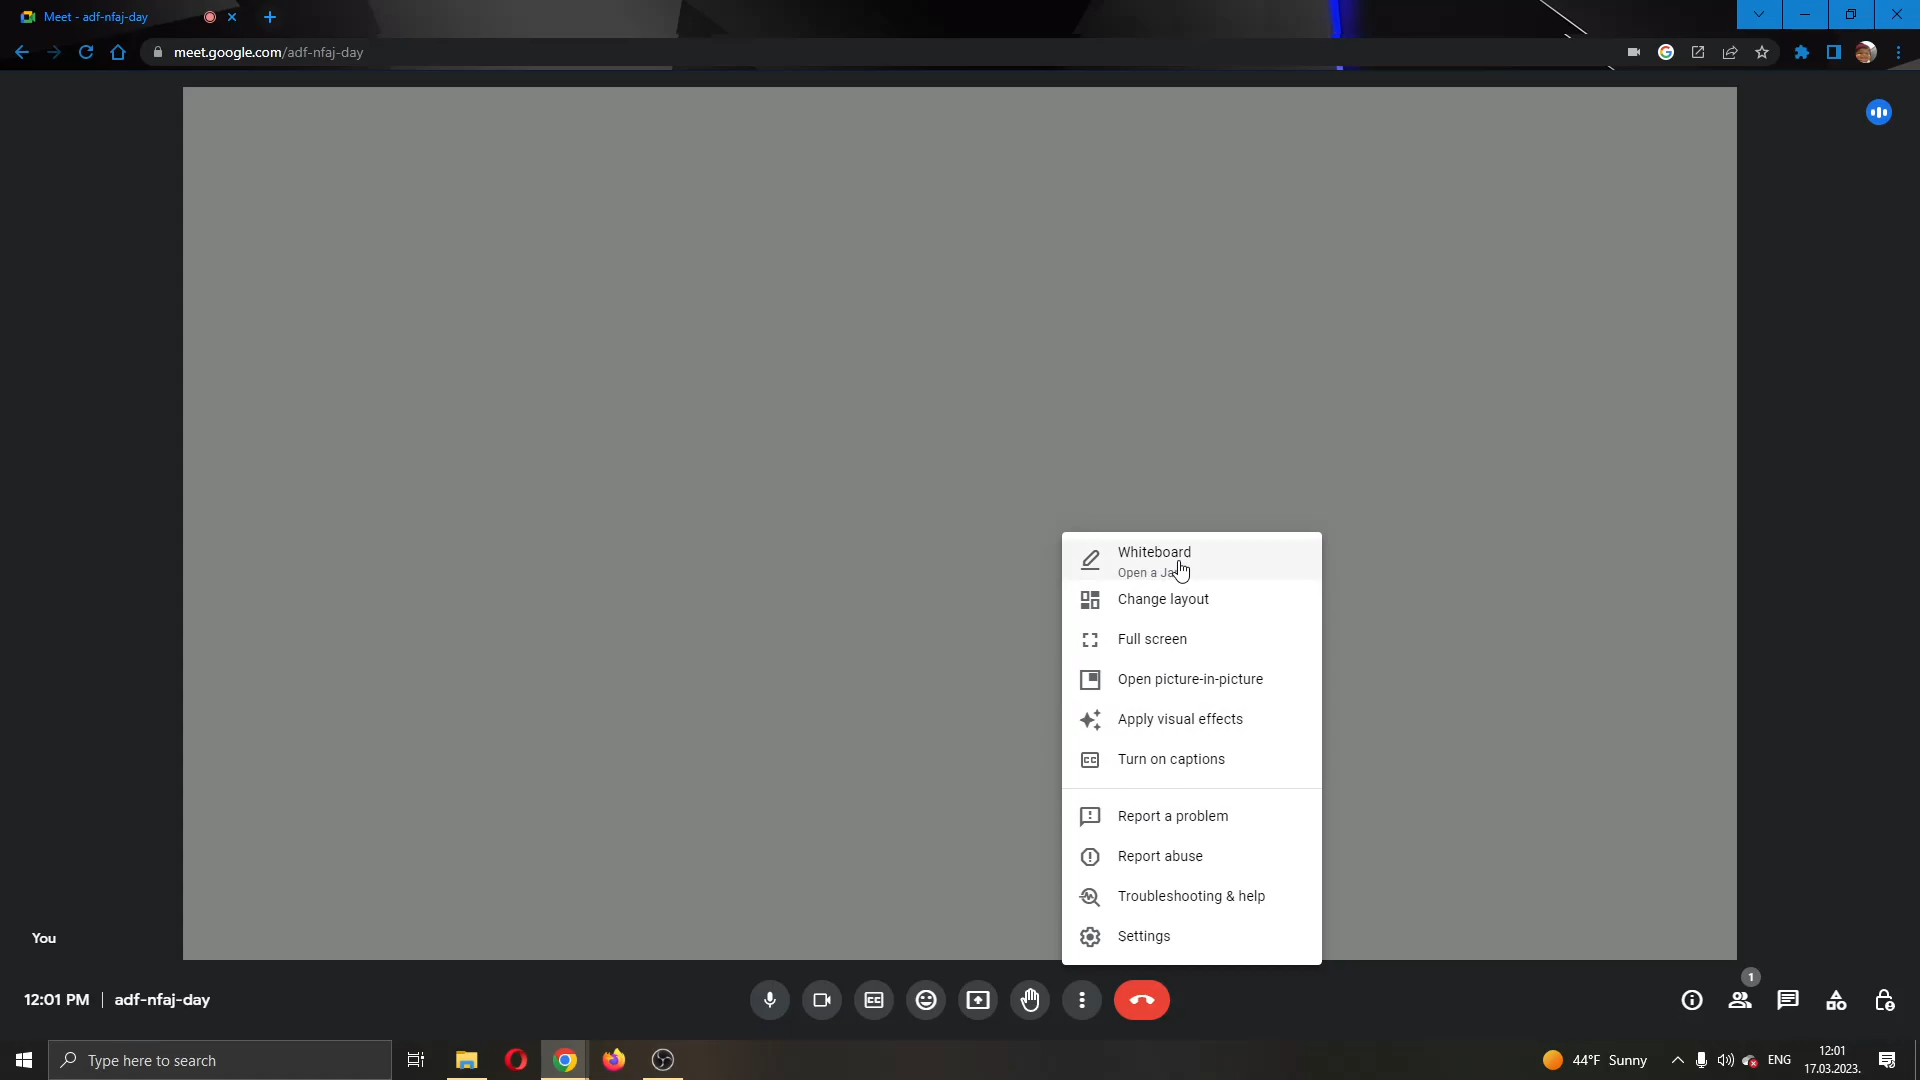 Meet - adf-nfaj-day
meet.google.com/adf-nfaj-day
Whiteboard
Open a
Change layout
Full screen
Open picture-in-picture
Apply visual effects
Turn on captions
Report a problem
Report abuse
Troubleshooting & help
Settings
You
12:01 PM | adf-nfaj-day
1
Type here to search
44°F Sunny
ENG
12:01
17.03.2023.